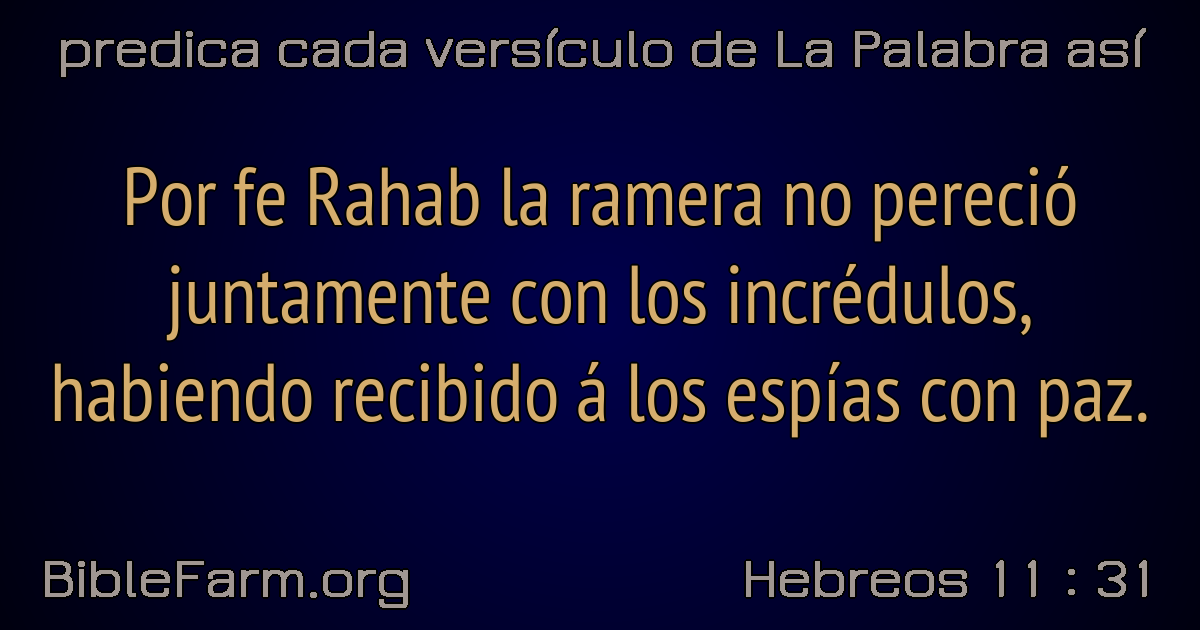 predica cada versículo de La Palabra así
Por fe Rahab la ramera no pereció
juntamente con los incrédulos,
habiendo recibido á los espías con paz.
BibleFarm.org
Hebreos 11 : 31